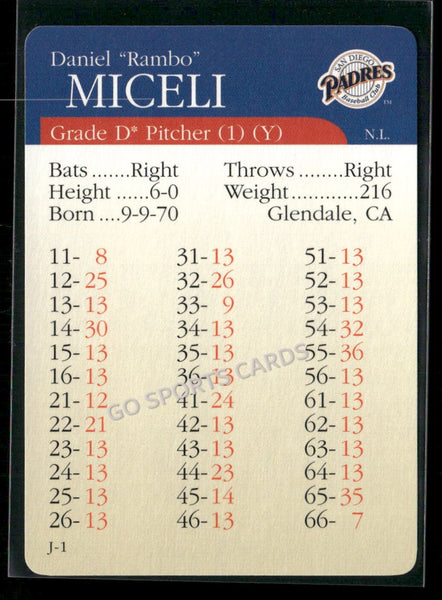 Daniel "Rambo"
MICELI
SAN DIEGO
PADRES
Baseball Club
TM
Grade D* Pitcher (1) (Y)
N.L.
Bats ......Right Throws ........Right
Height ......6-0 Weight ...........216
Born ....9-9-70 Glendale, CA
11- 8 31-13 51-13
12-25 32-26 52-13
13-13 33- 9 53-13
14-30 34-13 54-32
15-13 35-13 55-36
16-13 36-13 56-13
21-12 41-24 61-13
22-21 42-13 62-13
23-13 43-13 63-13
24-13 44-23 64-13
25-13 45-14 65-35
26-13 46-13 66- 7
J-1
GO SPORTS CARDS